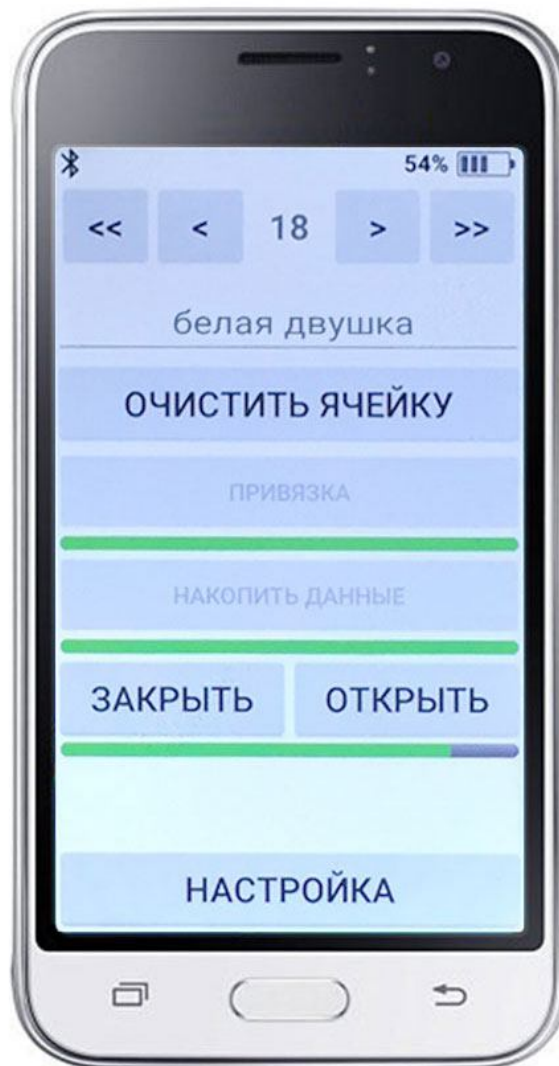 54%
<< < 18 > >>
белая двушка
ОЧИСТИТЬ ЯЧЕЙКУ
ПРИВЯЗКА
НАКОПИТЬ ДАННЫЕ
ЗАКРЫТЬ ОТКРЫТЬ
НАСТРОЙКА